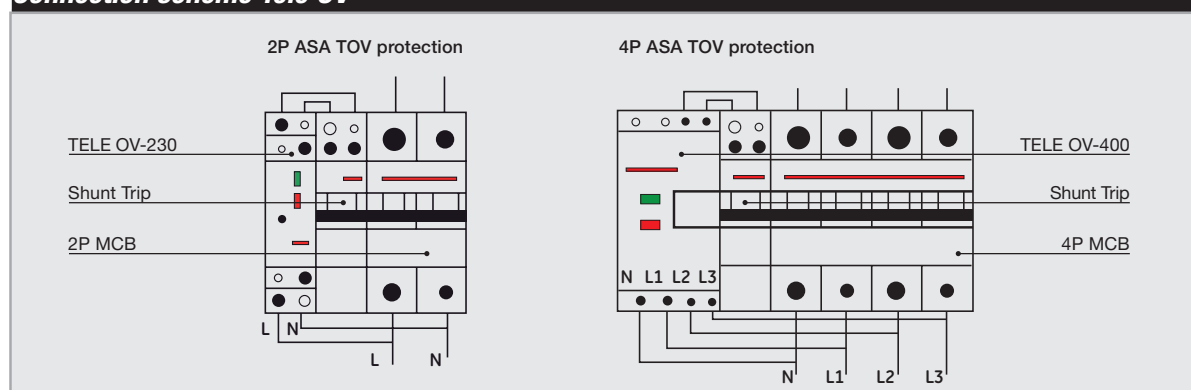 Connection scheme Tele OV
2P ASA TOV protection
4P ASA TOV protection
TELE OV-230
Shunt Trip
2P MCB
L N
L N
TELE OV-400
Shunt Trip
4P MCB
N L1 L2 L3
N L1 L2 L3